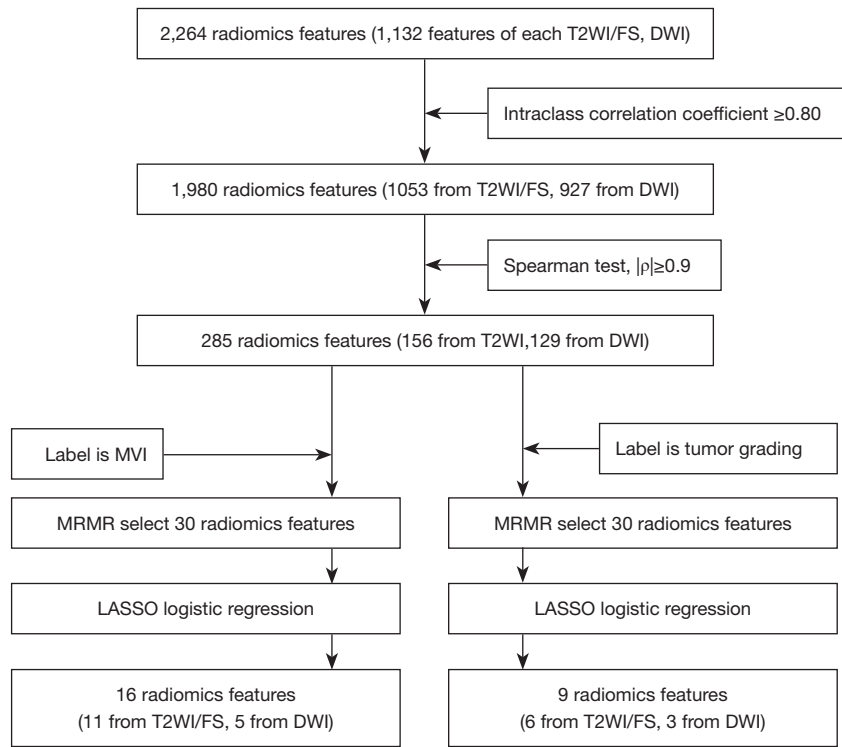 2,264 radiomics features (1,132 features of each T2WI/FS, DWI)
Intraclass correlation coefficient ≥0.80
1,980 radiomics features (1053 from T2WI/FS, 927 from DWI)
Spearman test, |ρ|≥0.9
285 radiomics features (156 from T2WI,129 from DWI)
Label is MVI
Label is tumor grading
MRMR select 30 radiomics features
MRMR select 30 radiomics features
LASSO logistic regression
LASSO logistic regression
16 radiomics features
(11 from T2WI/FS, 5 from DWI)
9 radiomics features
(6 from T2WI/FS, 3 from DWI)